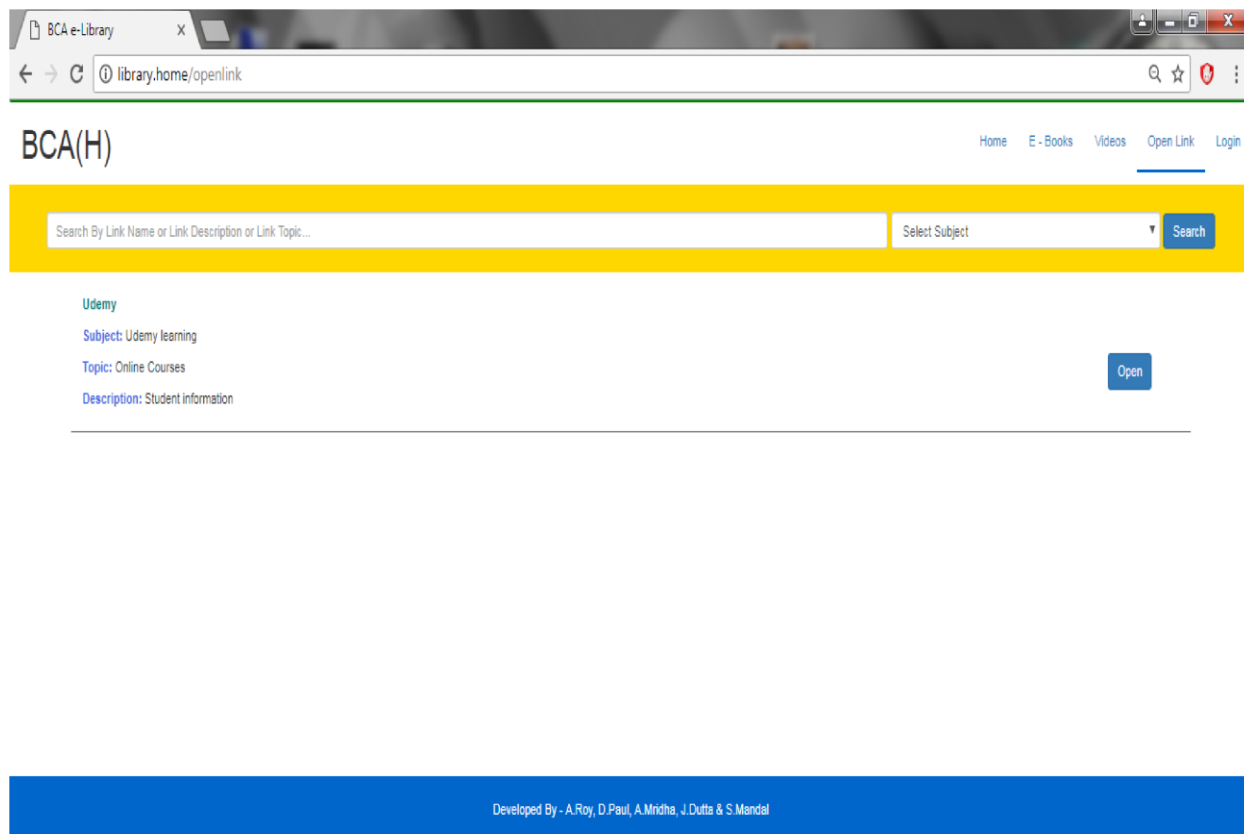 BCA e-Library
library.home/openlink
BCA(H)
Home E - Books Videos Open Link Login
Search By Link Name or Link Description or Link Topic... Select Subject Search
Udemy
Subject: Udemy learning
Topic: Online Courses
Open
Description: Student information
Developed By - A.Roy, D.Paul, A.Mridha, J.Dutta & S.Mandal